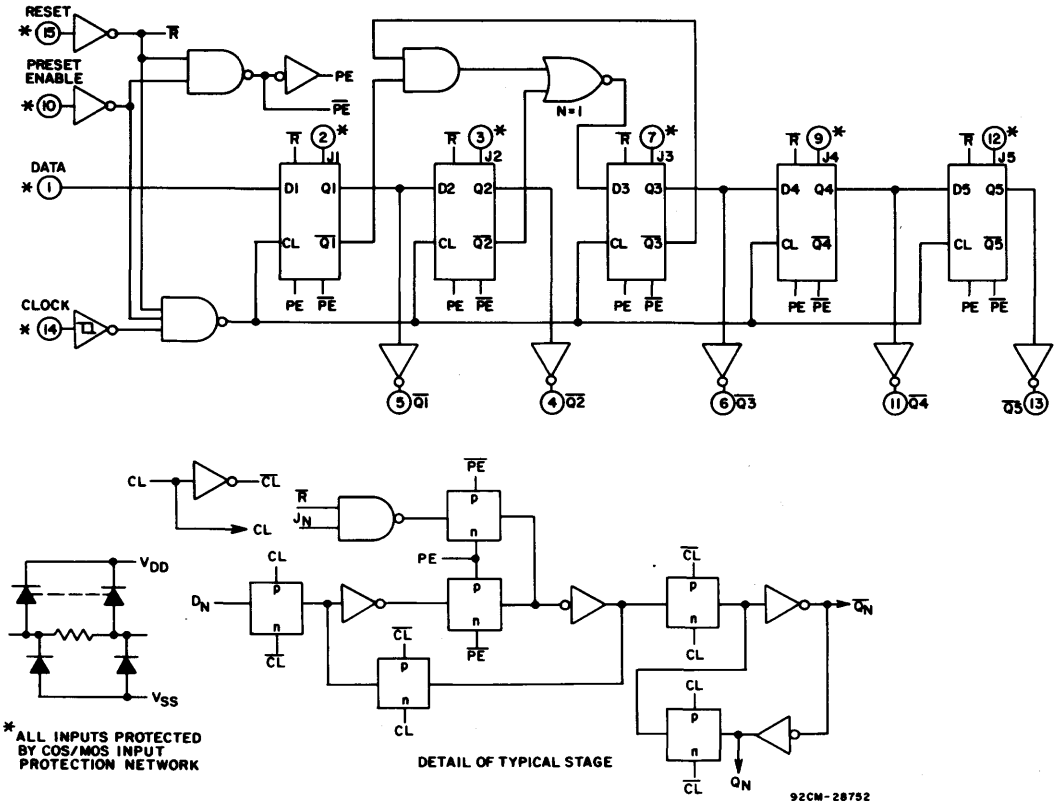 RESET
* 15
R̅
PRESET
ENABLE
* 10
PE
P̅E̅
N=1
R̅ 2 * J1
R̅ 3 * J2
R̅ 7 * J3
R̅ 9 * J4
R̅ 12 * J5
DATA
* 1
D1 Q1
D2 Q2
D3 Q3
D4 Q4
D5 Q5
CL Q̅1̅
CL Q̅2̅
CL Q̅3̅
CL Q̅4̅
CL Q̅5̅
PE P̅E̅
PE P̅E̅
PE P̅E̅
PE P̅E̅
PE P̅E̅
CLOCK
* 14
5 Q̅1̅
4 Q̅2̅
6 Q̅3̅
11 Q̅4̅
Q̅5̅ 13
CL C̅L̅
CL
R̅
JN
P̅E̅
p
n
PE
CL
DN
p
n
C̅L̅
p
n
P̅E̅
C̅L̅
p
n
CL
C̅L̅
p
n
CL
Q̅N̅
CL
p
n
C̅L̅
QN
VDD
VSS
* ALL INPUTS PROTECTED
BY COS/MOS INPUT
PROTECTION NETWORK
DETAIL OF TYPICAL STAGE
92CM-28752